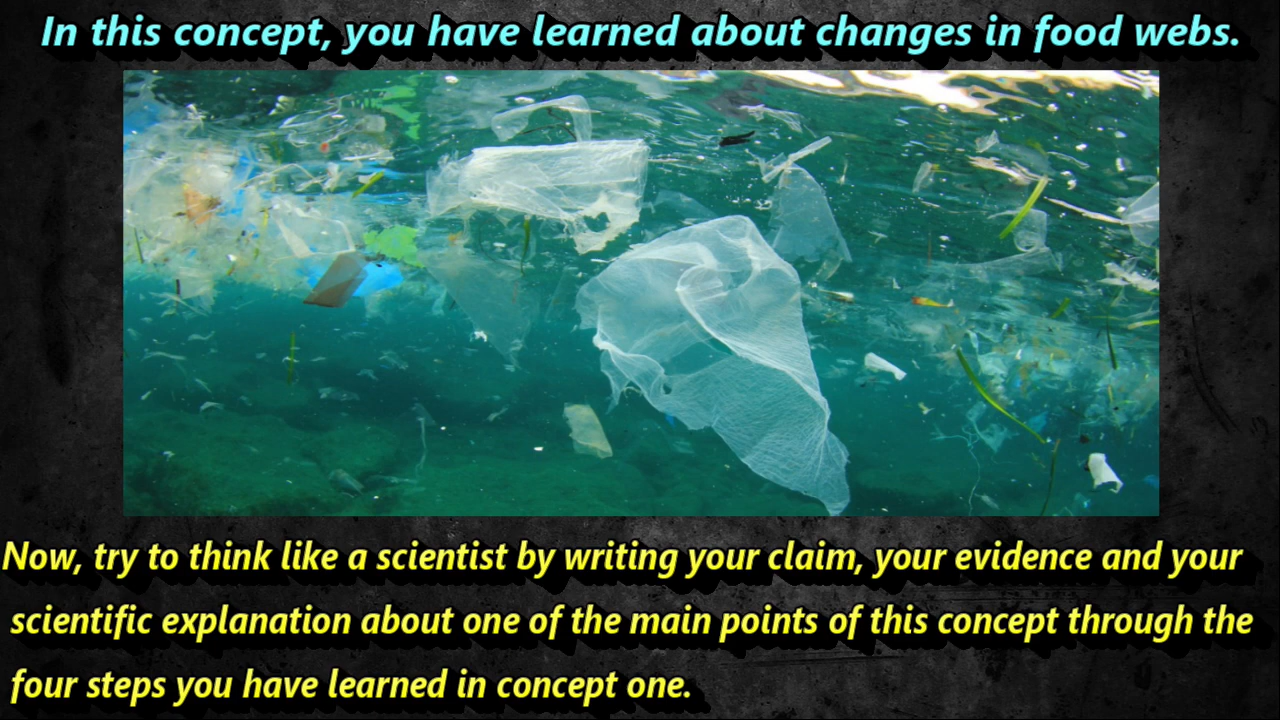 In this concept, you have learned about changes in food webs.
Now, try to think like a scientist by writing your claim, your evidence and your
scientific explanation about one of the main points of this concept through the
four steps you have learned in concept one.